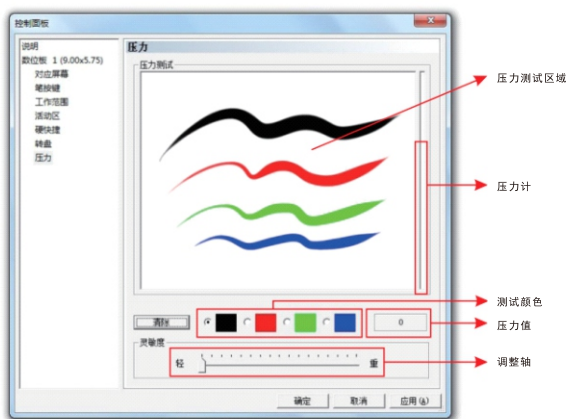 控制面板
说明
数位板 1 (9.00x5.75)
对应屏幕
笔按键
工作范围
活动区
硬快捷
转盘
压力
压力
压力测试
压力测试区域
压力计
测试颜色
清除
0
压力值
灵敏度
轻
重
调整轴
确定
取消
应用(A)